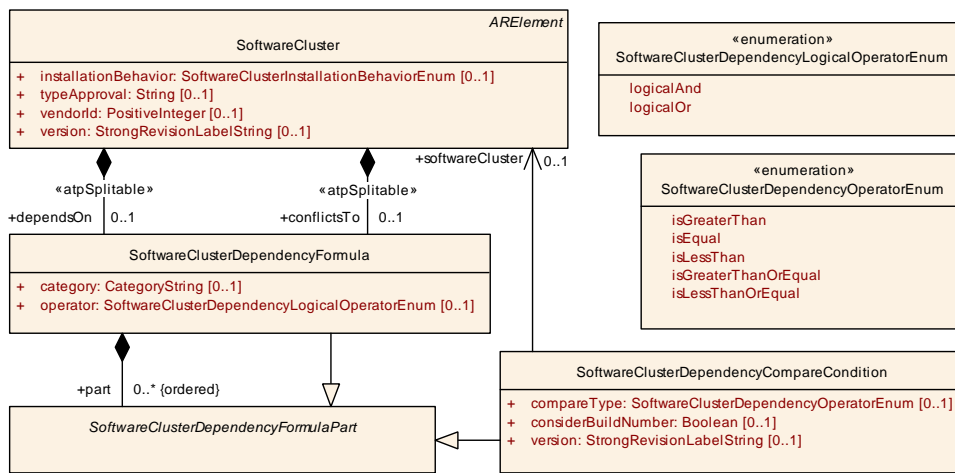 ARElement
SoftwareCluster
+ installationBehavior: SoftwareClusterInstallationBehaviorEnum [0..1]
+ typeApproval: String [0..1]
+ vendorId: PositiveInteger [0..1]
+ version: StrongRevisionLabelString [0..1]
«enumeration»
SoftwareClusterDependencyLogicalOperatorEnum
logicalAnd
logicalOr
+softwareCluster 0..1
«atpSplitable» «atpSplitable»
+dependsOn 0..1 +conflictsTo 0..1
«enumeration»
SoftwareClusterDependencyOperatorEnum
isGreaterThan
isEqual
isLessThan
isGreaterThanOrEqual
isLessThanOrEqual
SoftwareClusterDependencyFormula
+ category: CategoryString [0..1]
+ operator: SoftwareClusterDependencyLogicalOperatorEnum [0..1]
+part 0..* {ordered}
SoftwareClusterDependencyCompareCondition
+ compareType: SoftwareClusterDependencyOperatorEnum [0..1]
+ considerBuildNumber: Boolean [0..1]
+ version: StrongRevisionLabelString [0..1]
SoftwareClusterDependencyFormulaPart